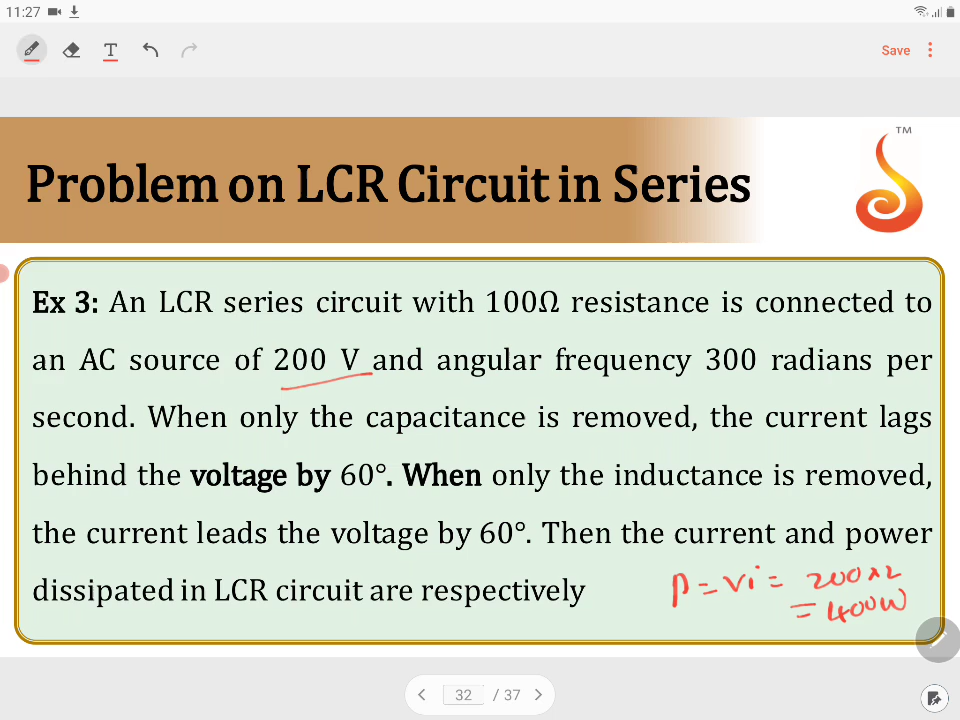 11:27
T
Save
TM
Problem on LCR Circuit in Series
Ex 3: An LCR series circuit with 100Ω resistance is connected to
an AC source of 200 V and angular frequency 300 radians per
second. When only the capacitance is removed, the current lags
behind the voltage by 60°. When only the inductance is removed,
the current leads the voltage by 60°. Then the current and power
dissipated in LCR circuit are respectively
P = Vi = 200x2
= 400W
32 / 37